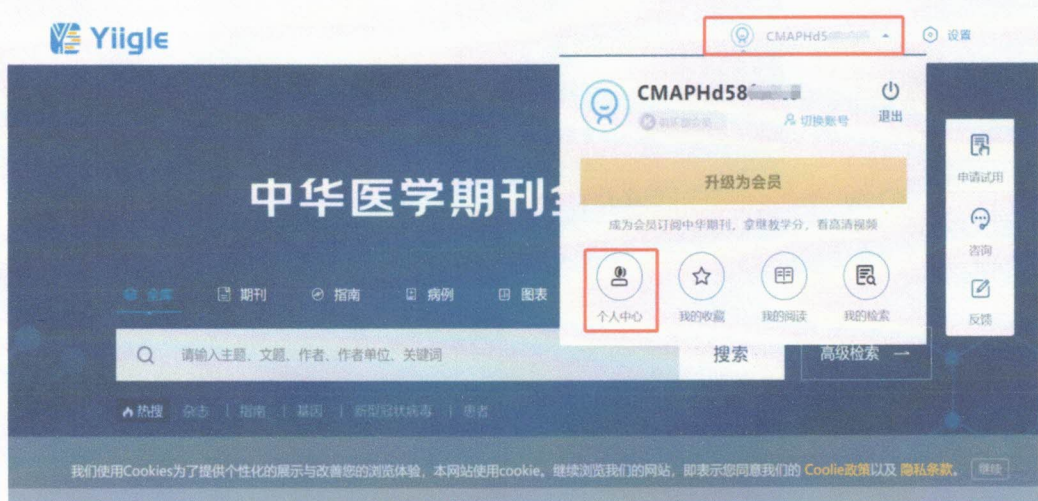 Yiigle
CMAPHd5
设置
CMAPHd58
退出
切换账号
升级为会员
成为会员订阅中华期刊，拿继教学分，看高清视频
个人中心
我的收藏
我的阅读
我的检索
申请试用
咨询
反馈
中华医学期刊全
全库
期刊
指南
病例
图表
请输入主题、文题、作者、作者单位、关键词
搜索
高级检索
热搜 杂志 | 指南 | 基因 | 新型冠状病毒 | 患者
我们使用Cookies为了提供个性化的展示与改善您的浏览体验，本网站使用cookie。继续浏览我们的网站，即表示您同意我们的 Coolie政策以及 隐私条款。 继续